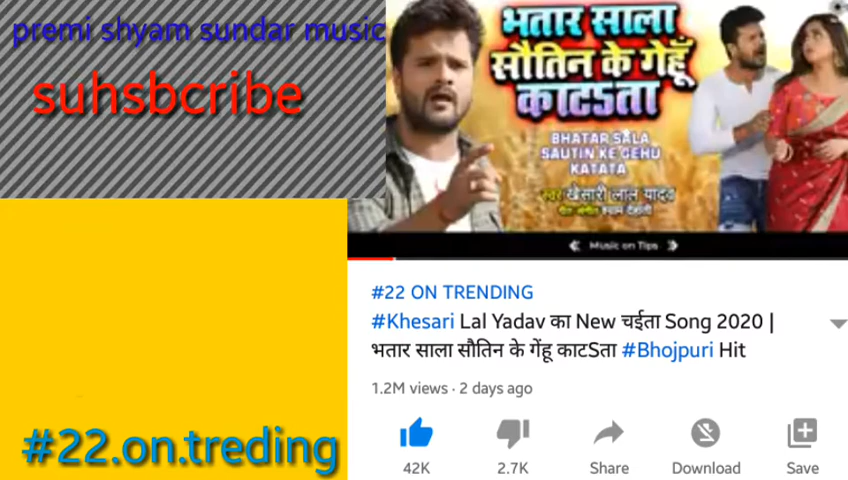 premi shyam sundar music
suhsbcribe
भतार साला
सौतिन के गेहूँ
काटSता
BHATAR SALA
SAUTIN KE GEHU
KATATA
स्वर खेसारी लाल यादव
गीत संगीत श्याम देहाती
Music on Tips
#22 ON TRENDING
#Khesari Lal Yadav का New चईता Song 2020 |
भतार साला सौतिन के गेंहू काटSता #Bhojpuri Hit
1.2M views · 2 days ago
42K 2.7K Share Download Save
#22.on.treding